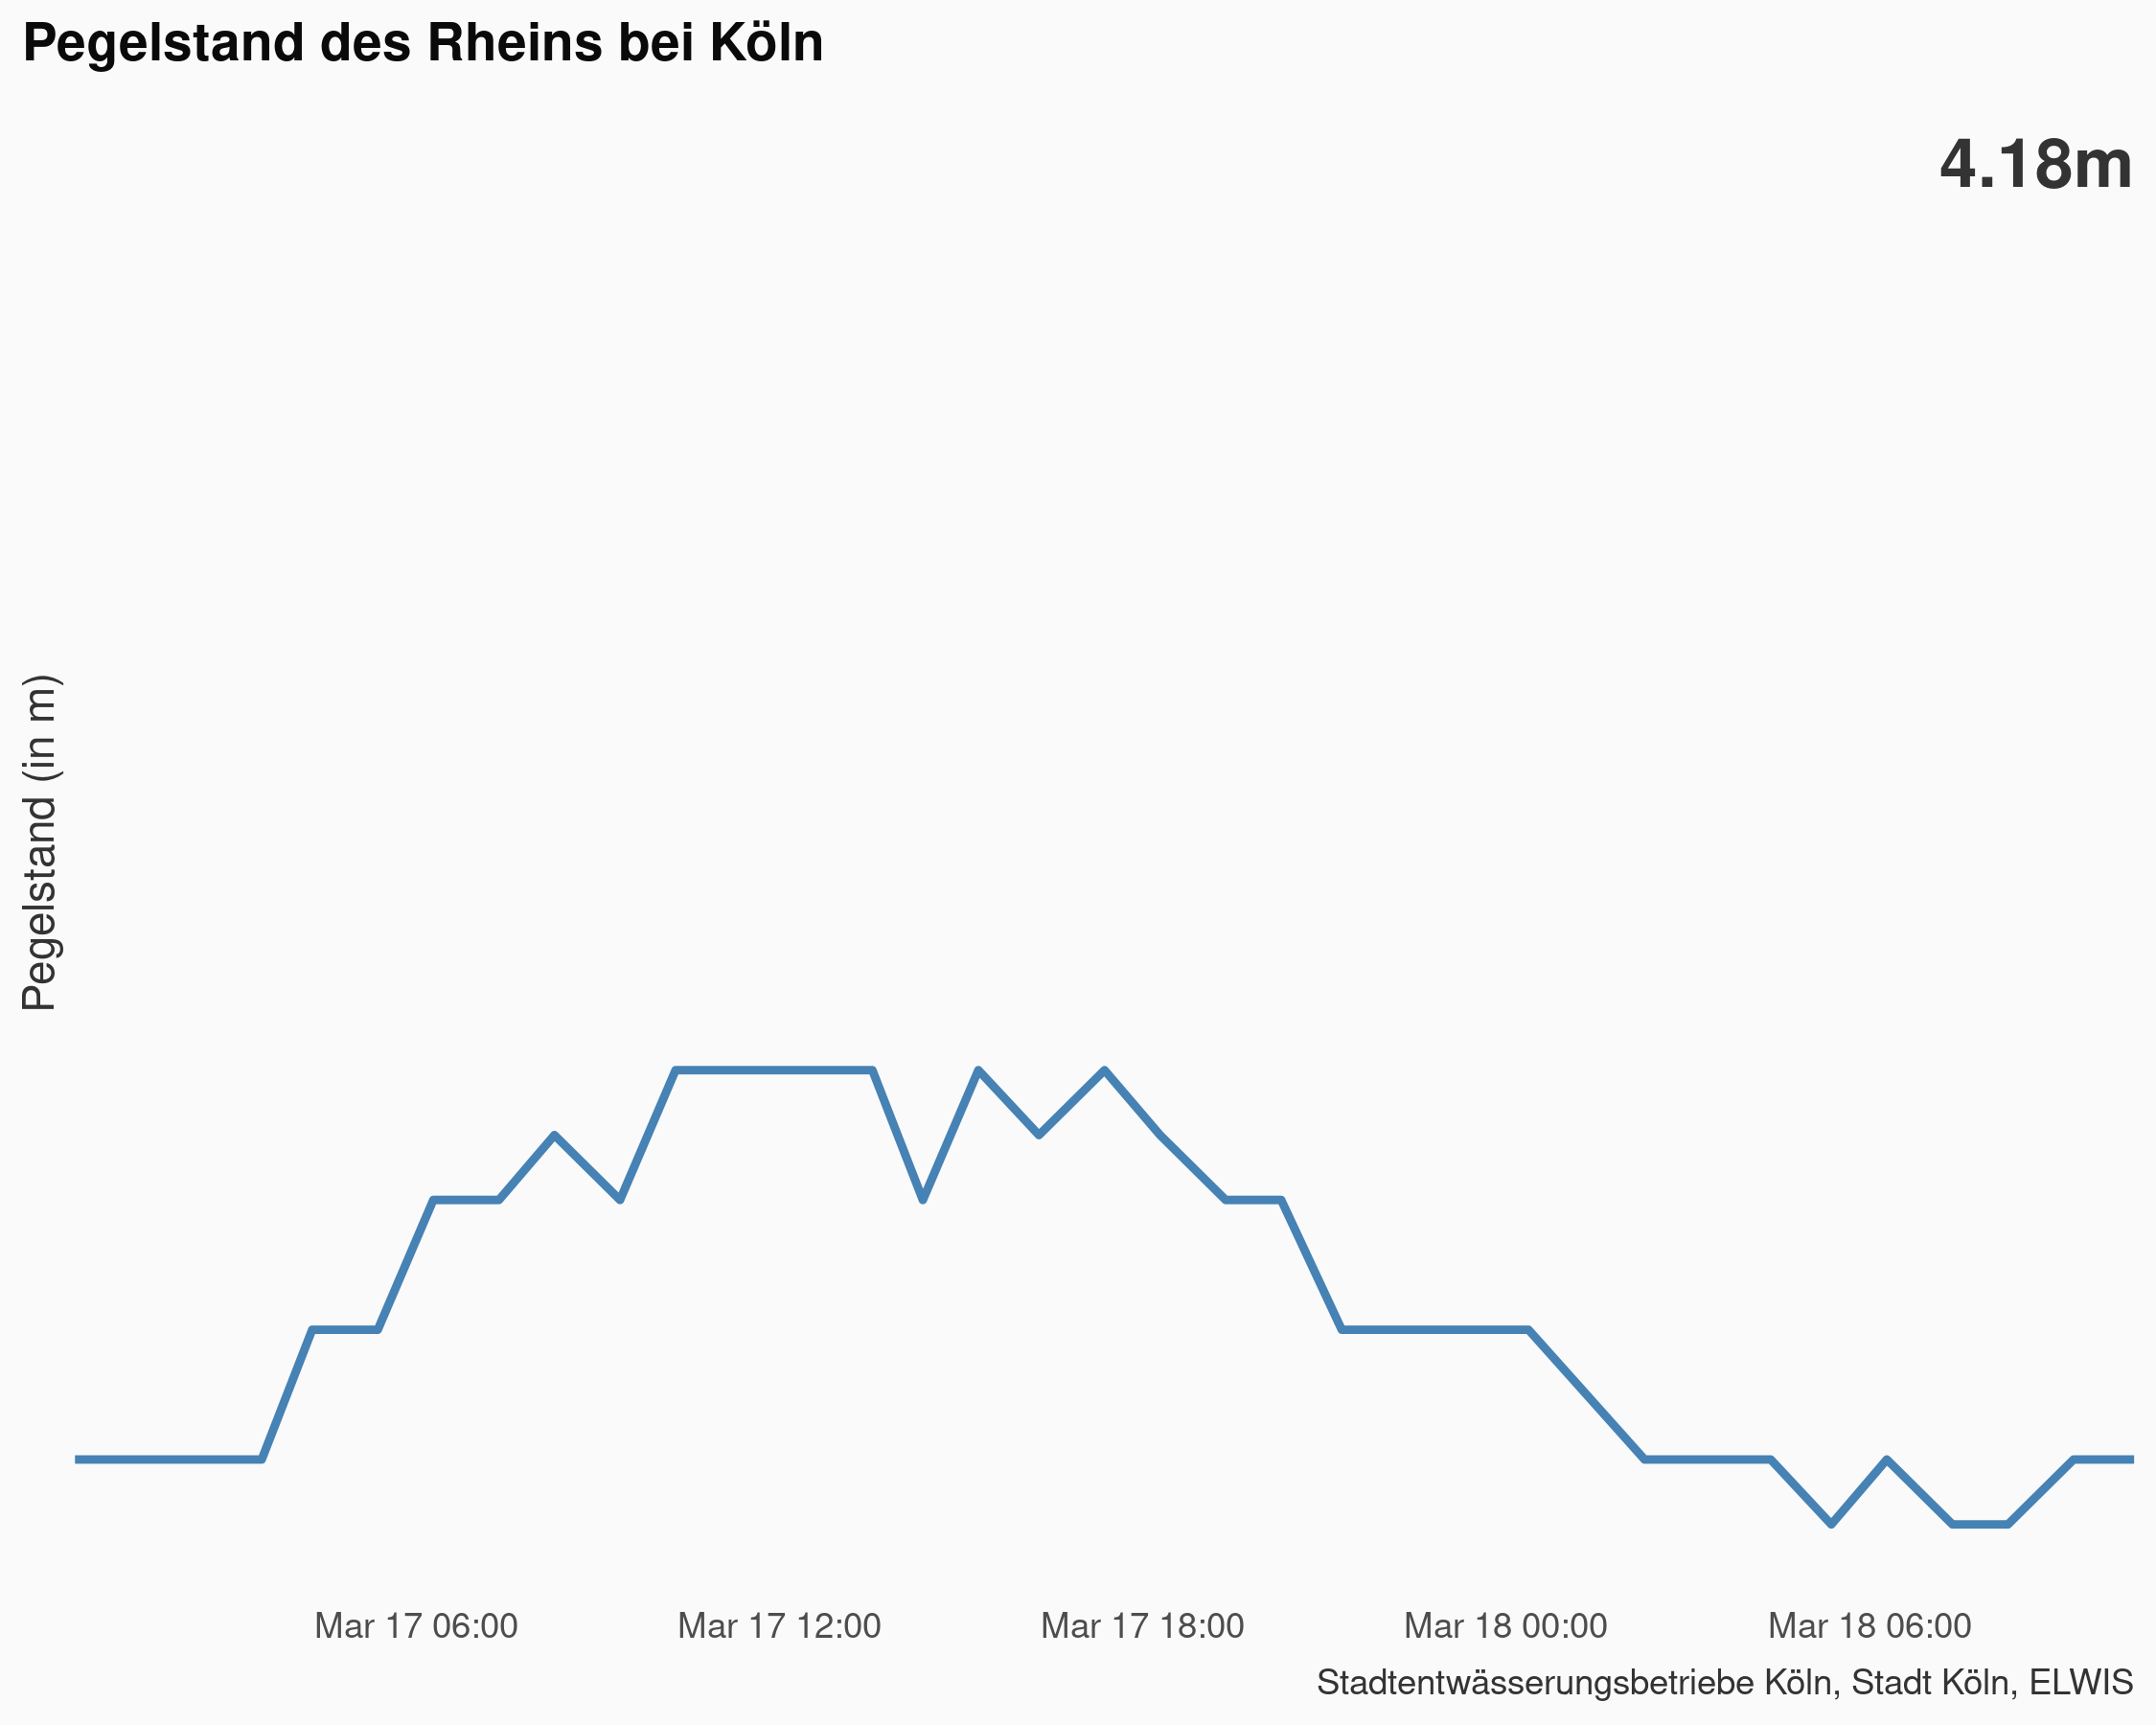 Pegelstand des Rheins bei Köln
4.18m
Pegelstand (in m)
Mar 17 06:00 Mar 17 12:00 Mar 17 18:00 Mar 18 00:00 Mar 18 06:00
Stadtentwässerungsbetriebe Köln, Stadt Köln, ELWIS